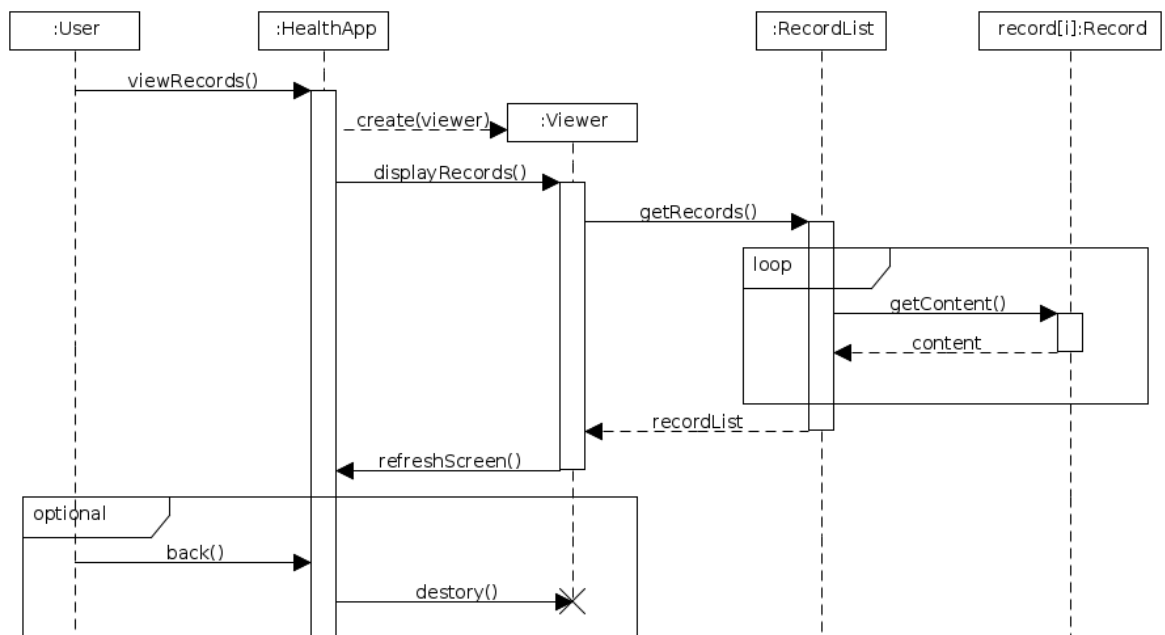 :User
:HealthApp
:RecordList
record[i]:Record
viewRecords()
create(viewer)
:Viewer
displayRecords()
getRecords()
loop
getContent()
content
recordList
refreshScreen()
optional
back()
destory()